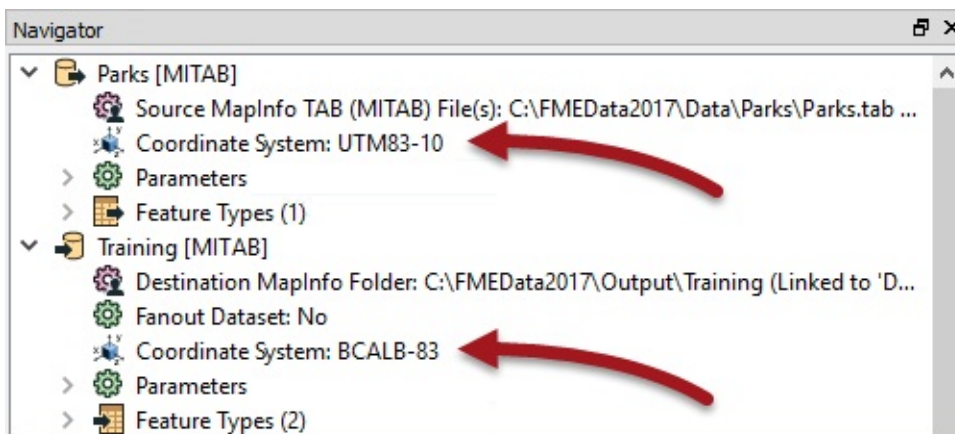 Navigator
Parks [MITAB]
Source MapInfo TAB (MITAB) File(s): C:\FMEData2017\Data\Parks\Parks.tab ...
Coordinate System: UTM83-10
Parameters
Feature Types (1)
Training [MITAB]
Destination MapInfo Folder: C:\FMEData2017\Output\Training (Linked to 'D...
Fanout Dataset: No
Coordinate System: BCALB-83
Parameters
Feature Types (2)